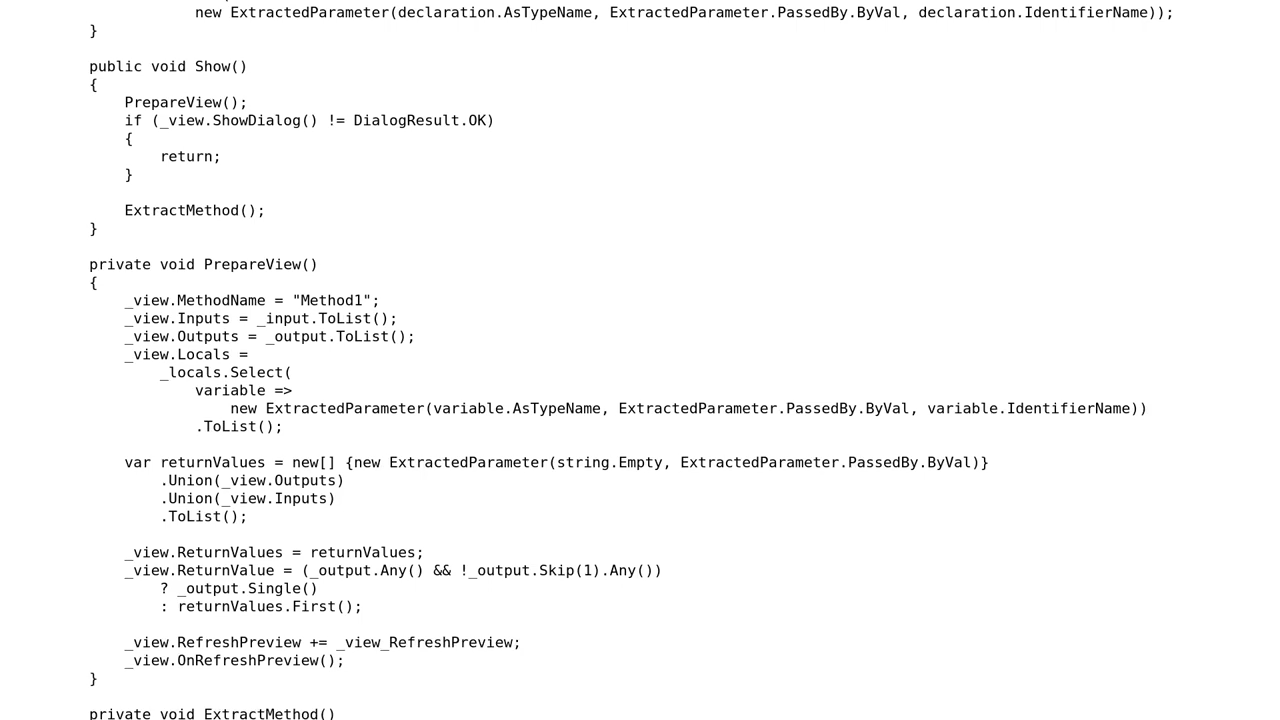 new ExtractedParameter(declaration.AsTypeName, ExtractedParameter.PassedBy.ByVal, declaration.IdentifierName));
}
public void Show()
{
PrepareView();
if (_view.ShowDialog() != DialogResult.OK)
{
return;
}
ExtractMethod();
}
private void PrepareView()
{
_view.MethodName = "Method1";
_view.Inputs = _input.ToList();
_view.Outputs = _output.ToList();
_view.Locals =
_locals.Select(
variable =>
new ExtractedParameter(variable.AsTypeName, ExtractedParameter.PassedBy.ByVal, variable.IdentifierName))
.ToList();
var returnValues = new[] {new ExtractedParameter(string.Empty, ExtractedParameter.PassedBy.ByVal)}
.Union(_view.Outputs)
.Union(_view.Inputs)
.ToList();
_view.ReturnValues = returnValues;
_view.ReturnValue = (_output.Any() && !_output.Skip(1).Any())
? _output.Single()
: returnValues.First();
_view.RefreshPreview += _view_RefreshPreview;
_view.OnRefreshPreview();
}
private void ExtractMethod()